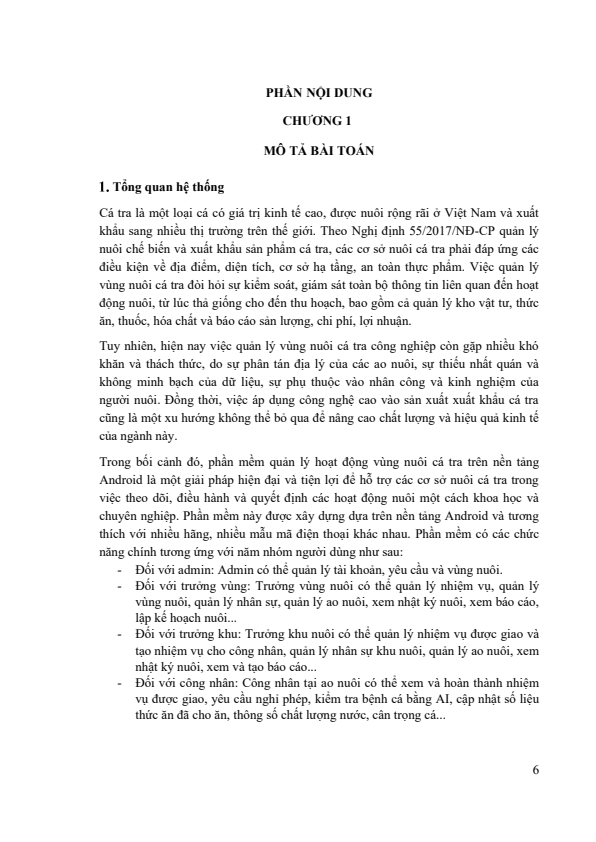 PHẦN NỘI DUNG
CHƯƠNG 1
MÔ TẢ BÀI TOÁN
1. Tổng quan hệ thống
Cá tra là một loại cá có giá trị kinh tế cao, được nuôi rộng rãi ở Việt Nam và xuất
khẩu sang nhiều thị trường trên thế giới. Theo Nghị định 55/2017/NĐ-CP quản lý
nuôi chế biến và xuất khẩu sản phẩm cá tra, các cơ sở nuôi cá tra phải đáp ứng các
điều kiện về địa điểm, diện tích, cơ sở hạ tầng, an toàn thực phẩm. Việc quản lý
vùng nuôi cá tra đòi hỏi sự kiểm soát, giám sát toàn bộ thông tin liên quan đến hoạt
động nuôi, từ lúc thả giống cho đến thu hoạch, bao gồm cả quản lý kho vật tư, thức
ăn, thuốc, hóa chất và báo cáo sản lượng, chi phí, lợi nhuận.
Tuy nhiên, hiện nay việc quản lý vùng nuôi cá tra công nghiệp còn gặp nhiều khó
khăn và thách thức, do sự phân tán địa lý của các ao nuôi, sự thiếu nhất quán và
không minh bạch của dữ liệu, sự phụ thuộc vào nhân công và kinh nghiệm của
người nuôi. Đồng thời, việc áp dụng công nghệ cao vào sản xuất xuất khẩu cá tra
cũng là một xu hướng không thể bỏ qua để nâng cao chất lượng và hiệu quả kinh tế
của ngành này.
Trong bối cảnh đó, phần mềm quản lý hoạt động vùng nuôi cá tra trên nền tảng
Android là một giải pháp hiện đại và tiện lợi để hỗ trợ các cơ sở nuôi cá tra trong
việc theo dõi, điều hành và quyết định các hoạt động nuôi một cách khoa học và
chuyên nghiệp. Phần mềm này được xây dựng dựa trên nền tảng Android và tương
thích với nhiều hãng, nhiều mẫu mã điện thoại khác nhau. Phần mềm có các chức
năng chính tương ứng với năm nhóm người dùng như sau:
- Đối với admin: Admin có thể quản lý tài khoản, yêu cầu và vùng nuôi.
- Đối với trưởng vùng: Trưởng vùng nuôi có thể quản lý nhiệm vụ, quản lý
vùng nuôi, quản lý nhân sự, quản lý ao nuôi, xem nhật ký nuôi, xem báo cáo,
lập kế hoạch nuôi...
- Đối với trưởng khu: Trưởng khu nuôi có thể quản lý nhiệm vụ được giao và
tạo nhiệm vụ cho công nhân, quản lý nhân sự khu nuôi, quản lý ao nuôi, xem
nhật ký nuôi, xem và tạo báo cáo...
- Đối với công nhân: Công nhân tại ao nuôi có thể xem và hoàn thành nhiệm
vụ được giao, yêu cầu nghỉ phép, kiểm tra bệnh cá bằng AI, cập nhật số liệu
thức ăn đã cho ăn, thông số chất lượng nước, cân trọng cá...
6